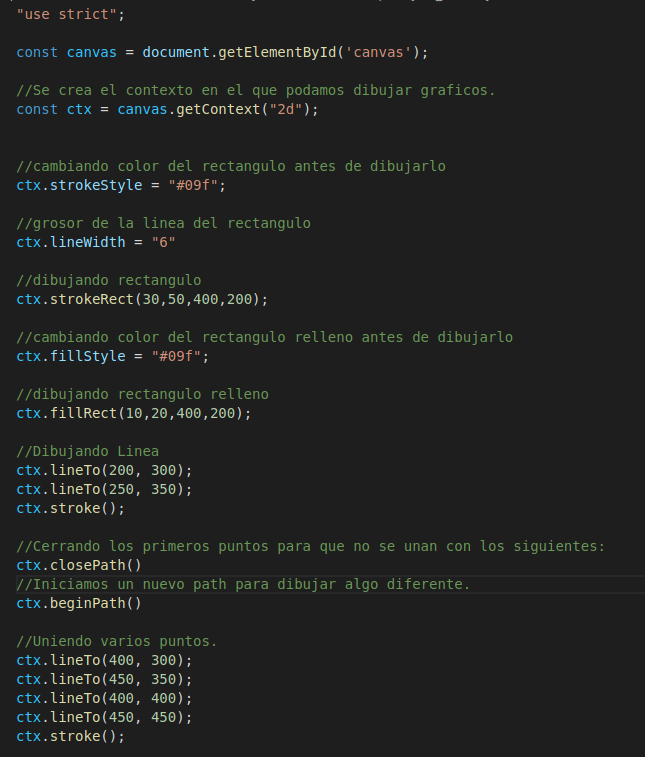 "use strict";
const canvas = document.getElementById('canvas');
//Se crea el contexto en el que podamos dibujar graficos.
const ctx = canvas.getContext("2d");
//cambiando color del rectangulo antes de dibujarlo
ctx.strokeStyle = "#09f";
//grosor de la linea del rectangulo
ctx.lineWidth = "6"
//dibujando rectangulo
ctx.strokeRect(30,50,400,200);
//cambiando color del rectangulo relleno antes de dibujarlo
ctx.fillStyle = "#09f";
//dibujando rectangulo relleno
ctx.fillRect(10,20,400,200);
//Dibujando Linea
ctx.lineTo(200, 300);
ctx.lineTo(250, 350);
ctx.stroke();
//Cerrando los primeros puntos para que no se unan con los siguientes:
ctx.closePath()
//Iniciamos un nuevo path para dibujar algo diferente.
ctx.beginPath()
//Uniendo varios puntos.
ctx.lineTo(400, 300);
ctx.lineTo(450, 350);
ctx.lineTo(400, 400);
ctx.lineTo(450, 450);
ctx.stroke();